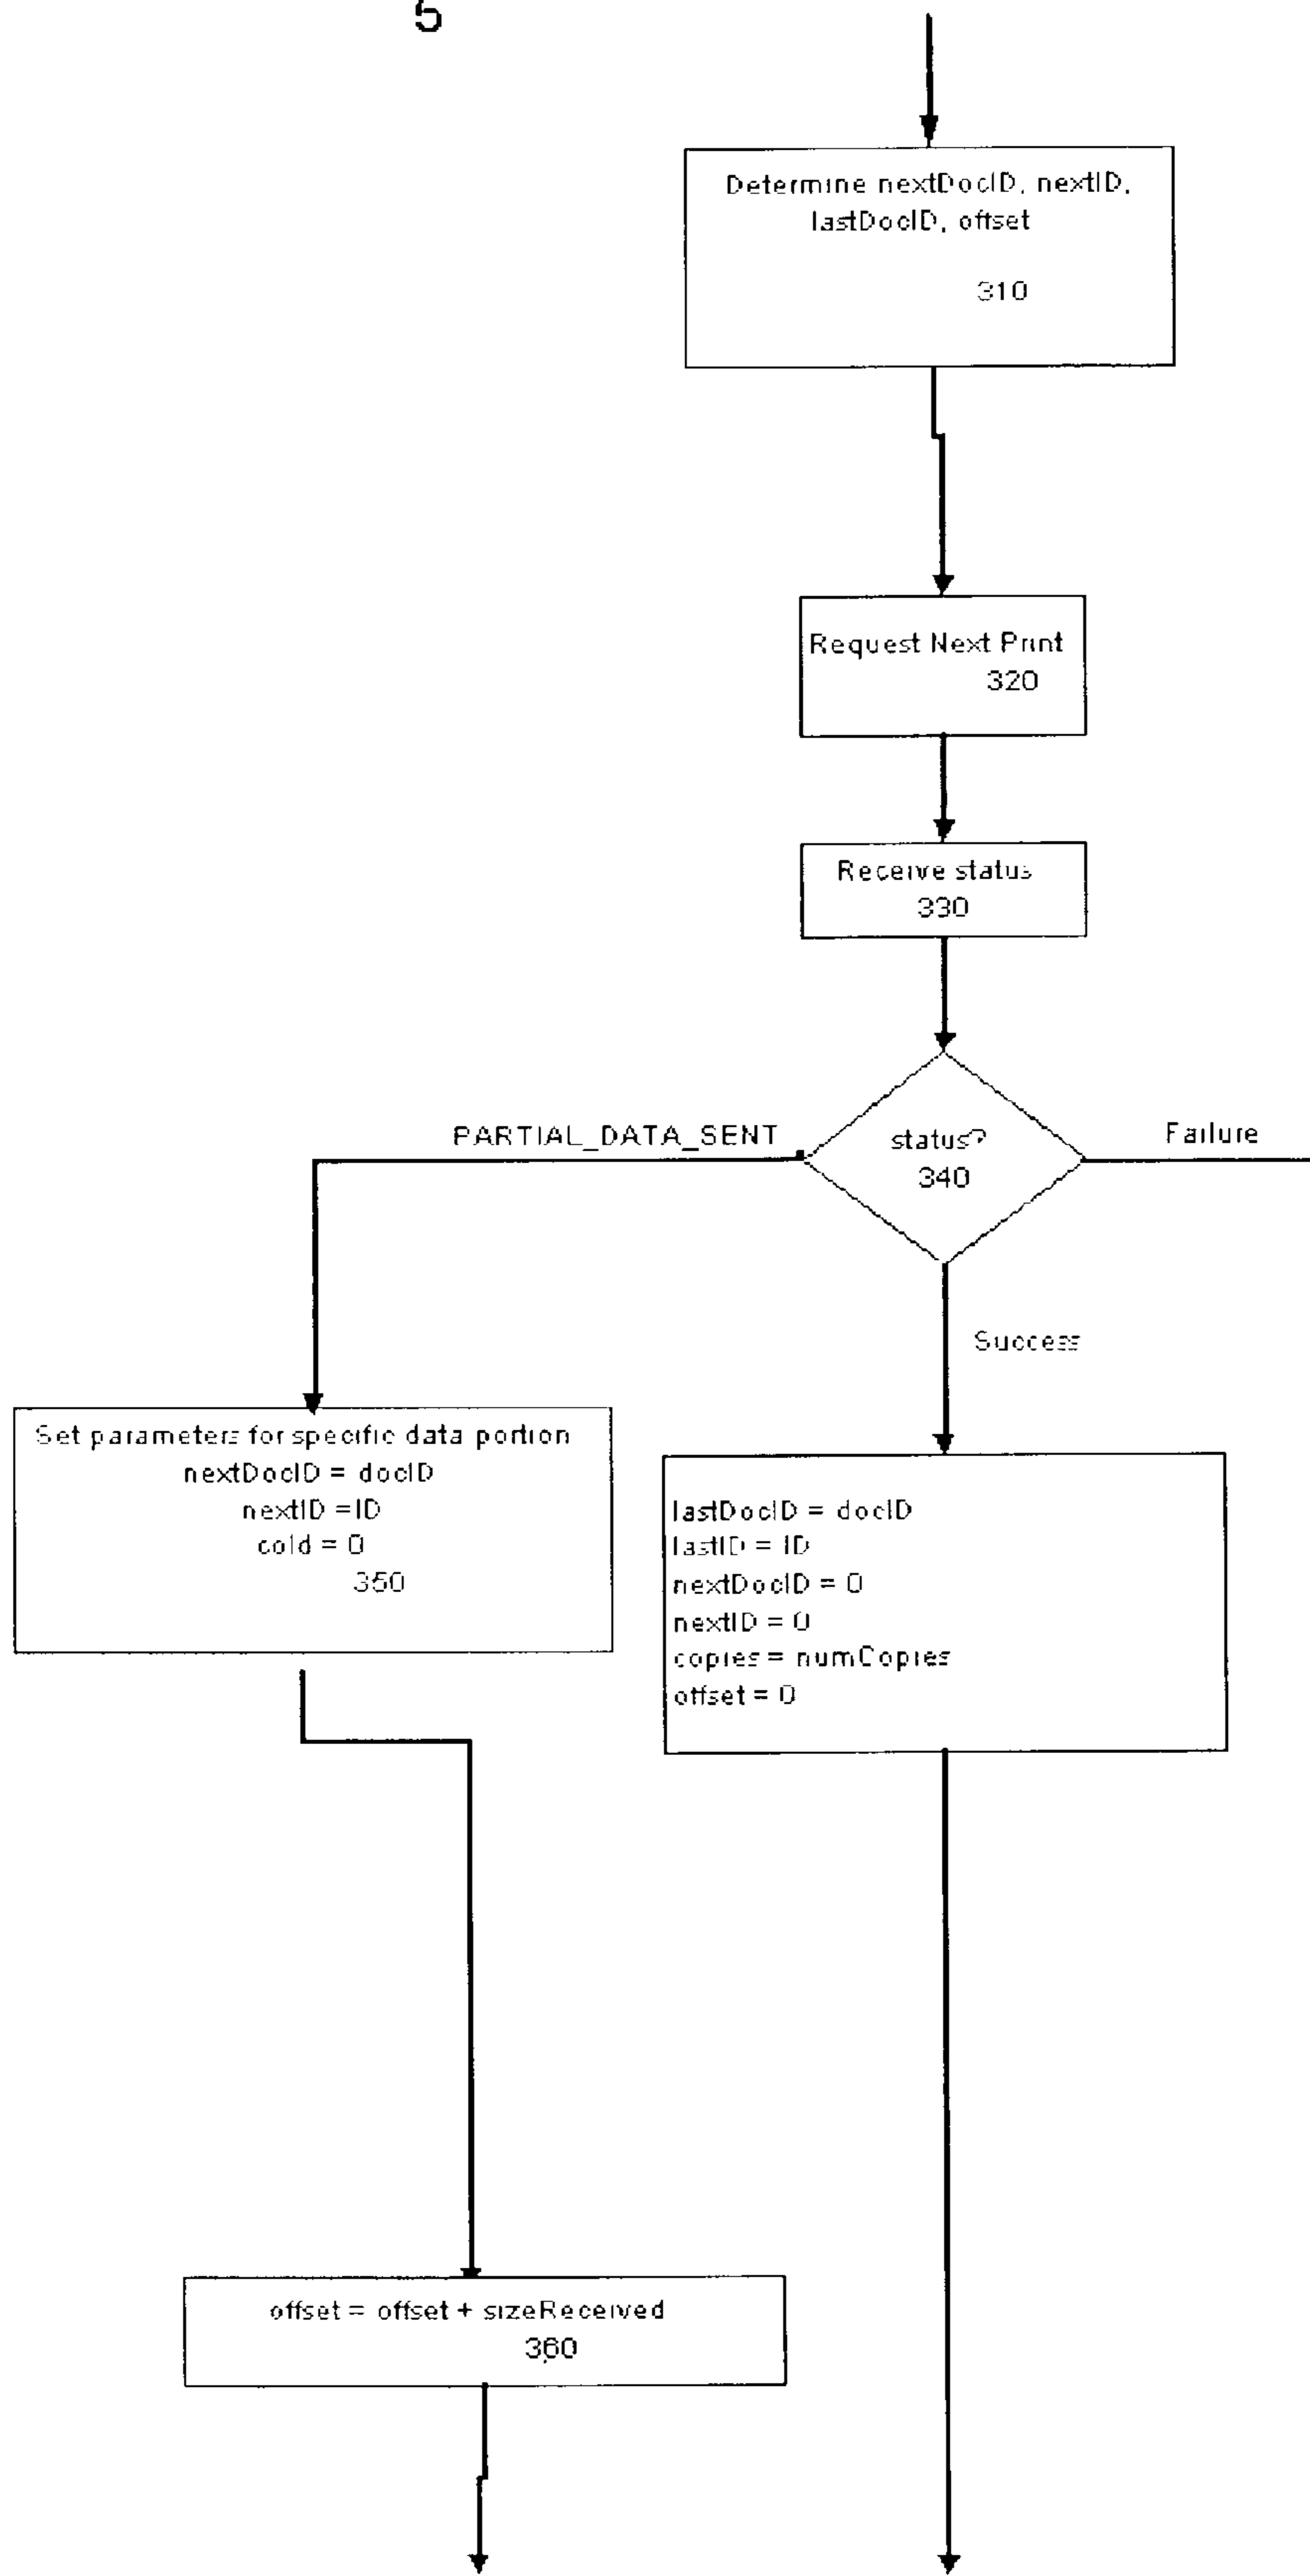 5
Determine nextDocID, nextID,
lastDocID, offset
310
Request Next Print
320
Receive status
330
status?
340
PARTIAL_DATA_SENT
Failure
Success
Set parameters for specific data portion
nextDocID = docID
nextID =ID
cold = 0
350
lastDocID = docID
lastID = ID
nextDocID = 0
nextID = 0
copies = numCopies
offset = 0
offset = offset + sizeReceived
360